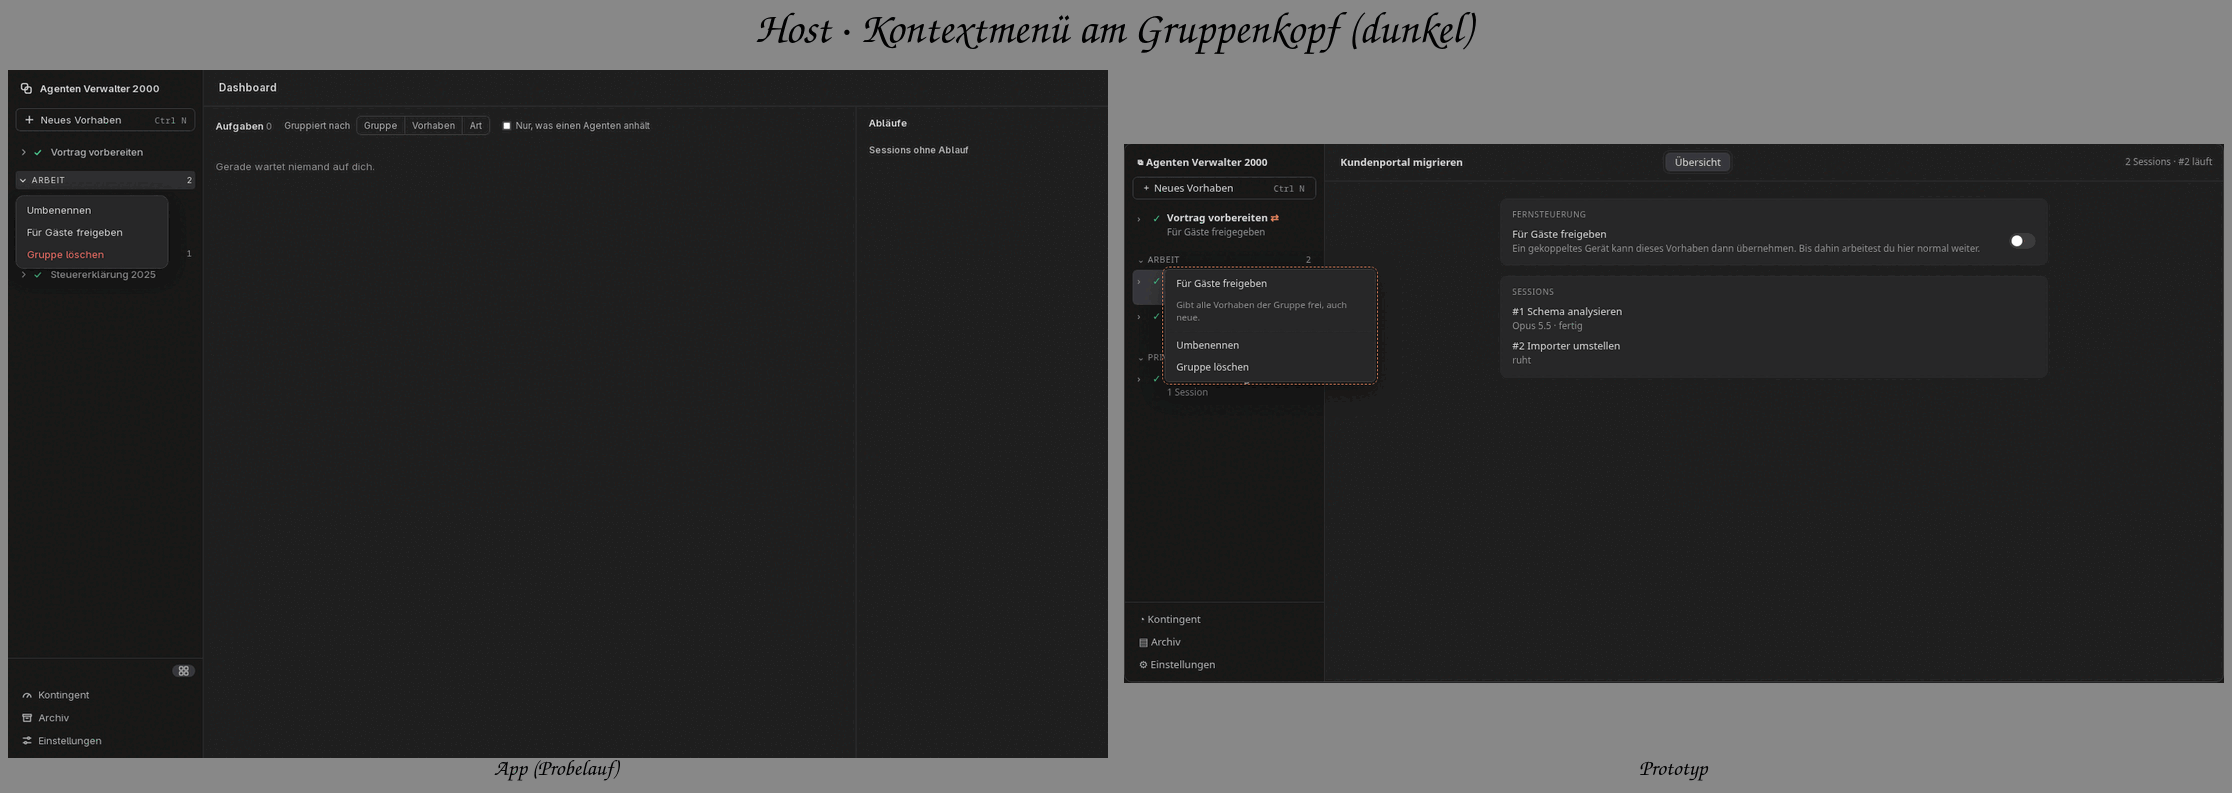 Host · Kontextmenü am Gruppenkopf (dunkel)
Agenten Verwalter 2000
+ Neues Vorhaben Ctrl N
Vortrag vorbereiten
ARBEIT 2
Umbenennen
Für Gäste freigeben
Gruppe löschen
1
Steuererklärung 2025
Kontingent
Archiv
Einstellungen
Dashboard
Aufgaben 0 Gruppiert nach Gruppe Vorhaben Art Nur, was einen Agenten anhält
Gerade wartet niemand auf dich.
Abläufe
Sessions ohne Ablauf
App (Probelauf)
Agenten Verwalter 2000
+ Neues Vorhaben Ctrl N
Vortrag vorbereiten ⇄
Für Gäste freigegeben
ARBEIT 2
Für Gäste freigeben
Gibt alle Vorhaben der Gruppe frei, auch
neue.
Umbenennen
Gruppe löschen
1 Session
Kontingent
Archiv
Einstellungen
Kundenportal migrieren Übersicht 2 Sessions · #2 läuft
FERNSTEUERUNG
Für Gäste freigeben
Ein gekoppeltes Gerät kann dieses Vorhaben dann übernehmen. Bis dahin arbeitest du hier normal weiter.
SESSIONS
#1 Schema analysieren
Opus 5.5 · fertig
#2 Importer umstellen
ruht
Prototyp